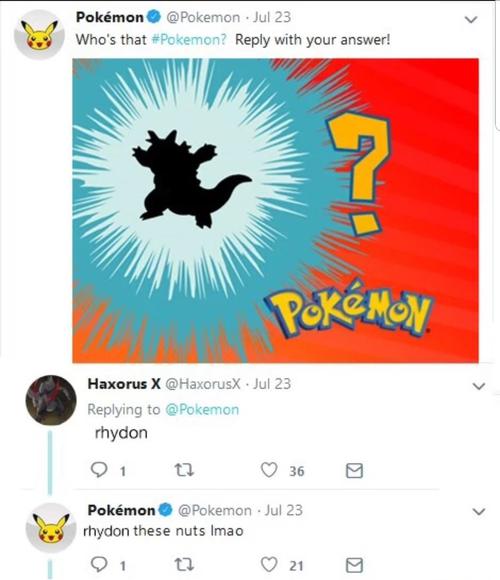 Pokémon @Pokemon · Jul 23
Who's that #Pokemon? Reply with your answer!
?
POKéMON
Haxorus X @HaxorusX · Jul 23
Replying to @Pokemon
rhydon
1 36
Pokémon @Pokemon · Jul 23
rhydon these nuts lmao
1 21